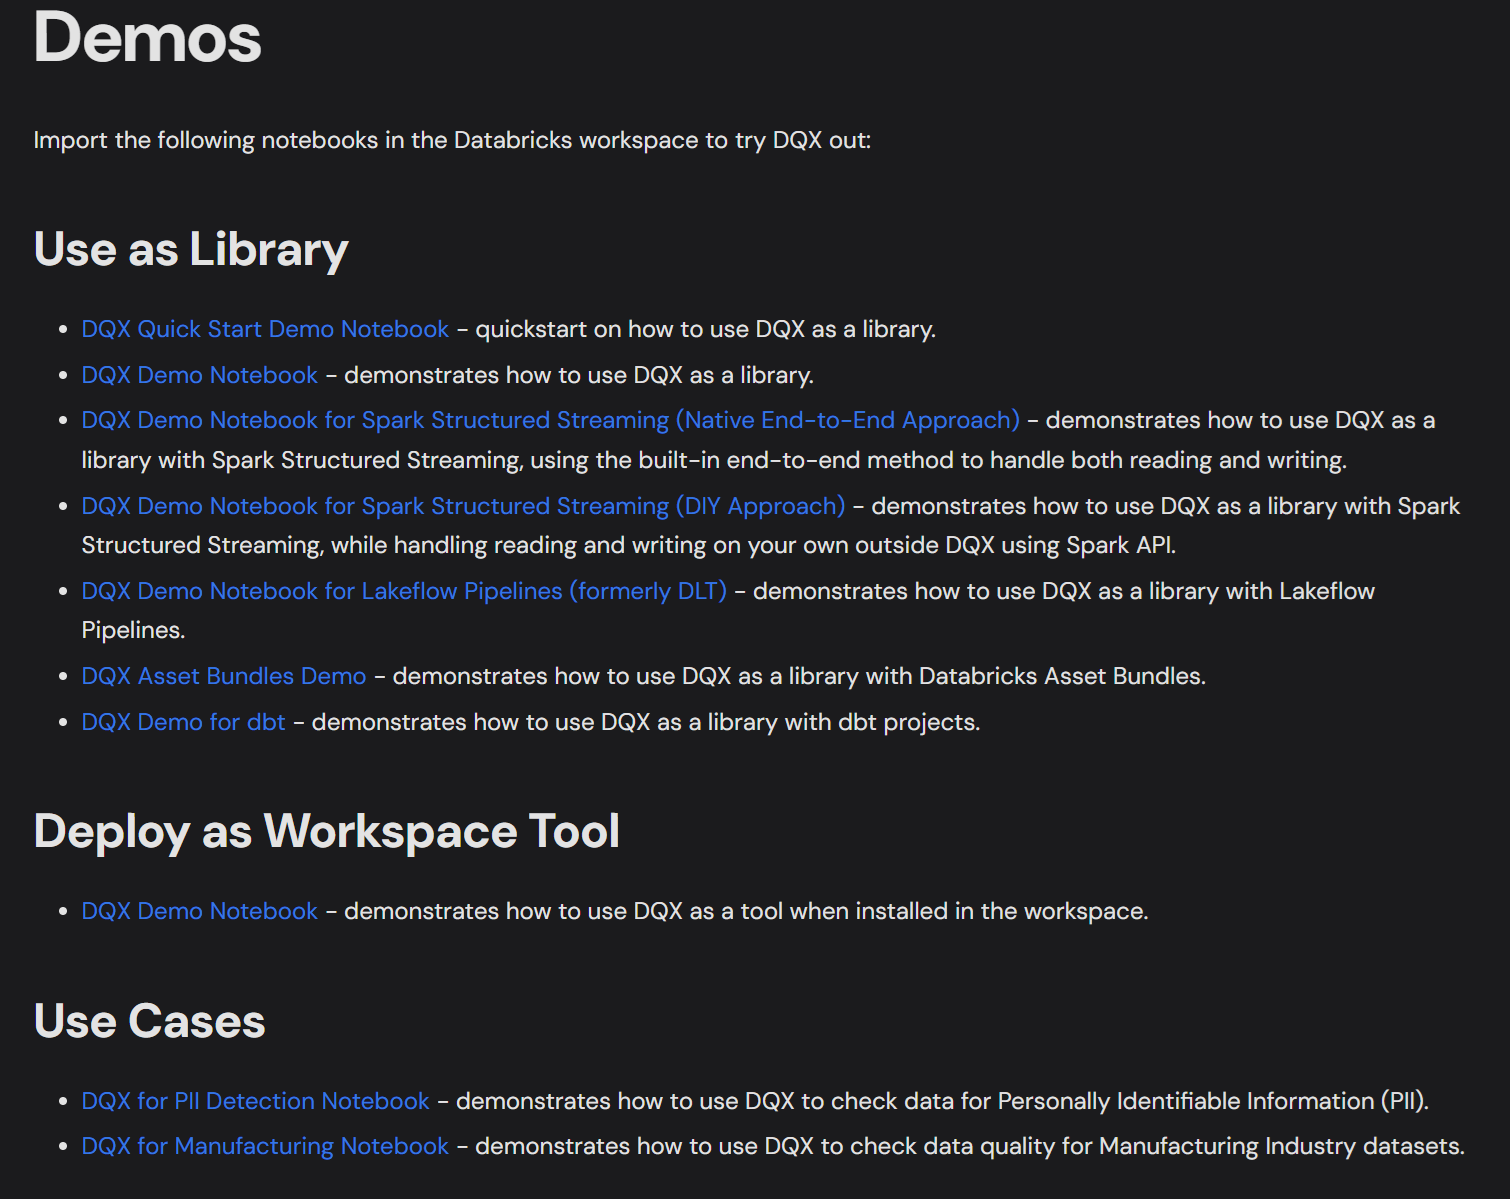 Demos
Import the following notebooks in the Databricks workspace to try DQX out:
Use as Library
• DQX Quick Start Demo Notebook - quickstart on how to use DQX as a library.
• DQX Demo Notebook - demonstrates how to use DQX as a library.
• DQX Demo Notebook for Spark Structured Streaming (Native End-to-End Approach) - demonstrates how to use DQX as a
library with Spark Structured Streaming, using the built-in end-to-end method to handle both reading and writing.
• DQX Demo Notebook for Spark Structured Streaming (DIY Approach) - demonstrates how to use DQX as a library with Spark
Structured Streaming, while handling reading and writing on your own outside DQX using Spark API.
• DQX Demo Notebook for Lakeflow Pipelines (formerly DLT) - demonstrates how to use DQX as a library with Lakeflow
Pipelines.
• DQX Asset Bundles Demo - demonstrates how to use DQX as a library with Databricks Asset Bundles.
• DQX Demo for dbt - demonstrates how to use DQX as a library with dbt projects.
Deploy as Workspace Tool
• DQX Demo Notebook - demonstrates how to use DQX as a tool when installed in the workspace.
Use Cases
• DQX for PII Detection Notebook - demonstrates how to use DQX to check data for Personally Identifiable Information (PII).
• DQX for Manufacturing Notebook - demonstrates how to use DQX to check data quality for Manufacturing Industry datasets.